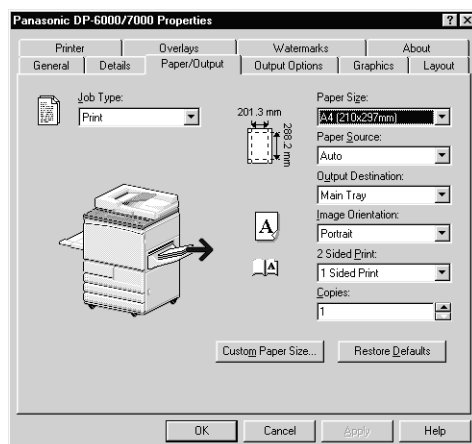 Panasonic DP-6000/7000 Properties
Printer Overlays Watermarks About
General Details Paper/Output Output Options Graphics Layout
Job Type:
Print
201.3 mm
288.2 mm
Paper Size:
A4 (210x297mm)
Paper Source:
Auto
Output Destination:
Main Tray
Image Orientation:
Portrait
A
2 Sided Print:
1 Sided Print
A
Copies:
1
Custom Paper Size... Restore Defaults
OK Cancel Apply Help